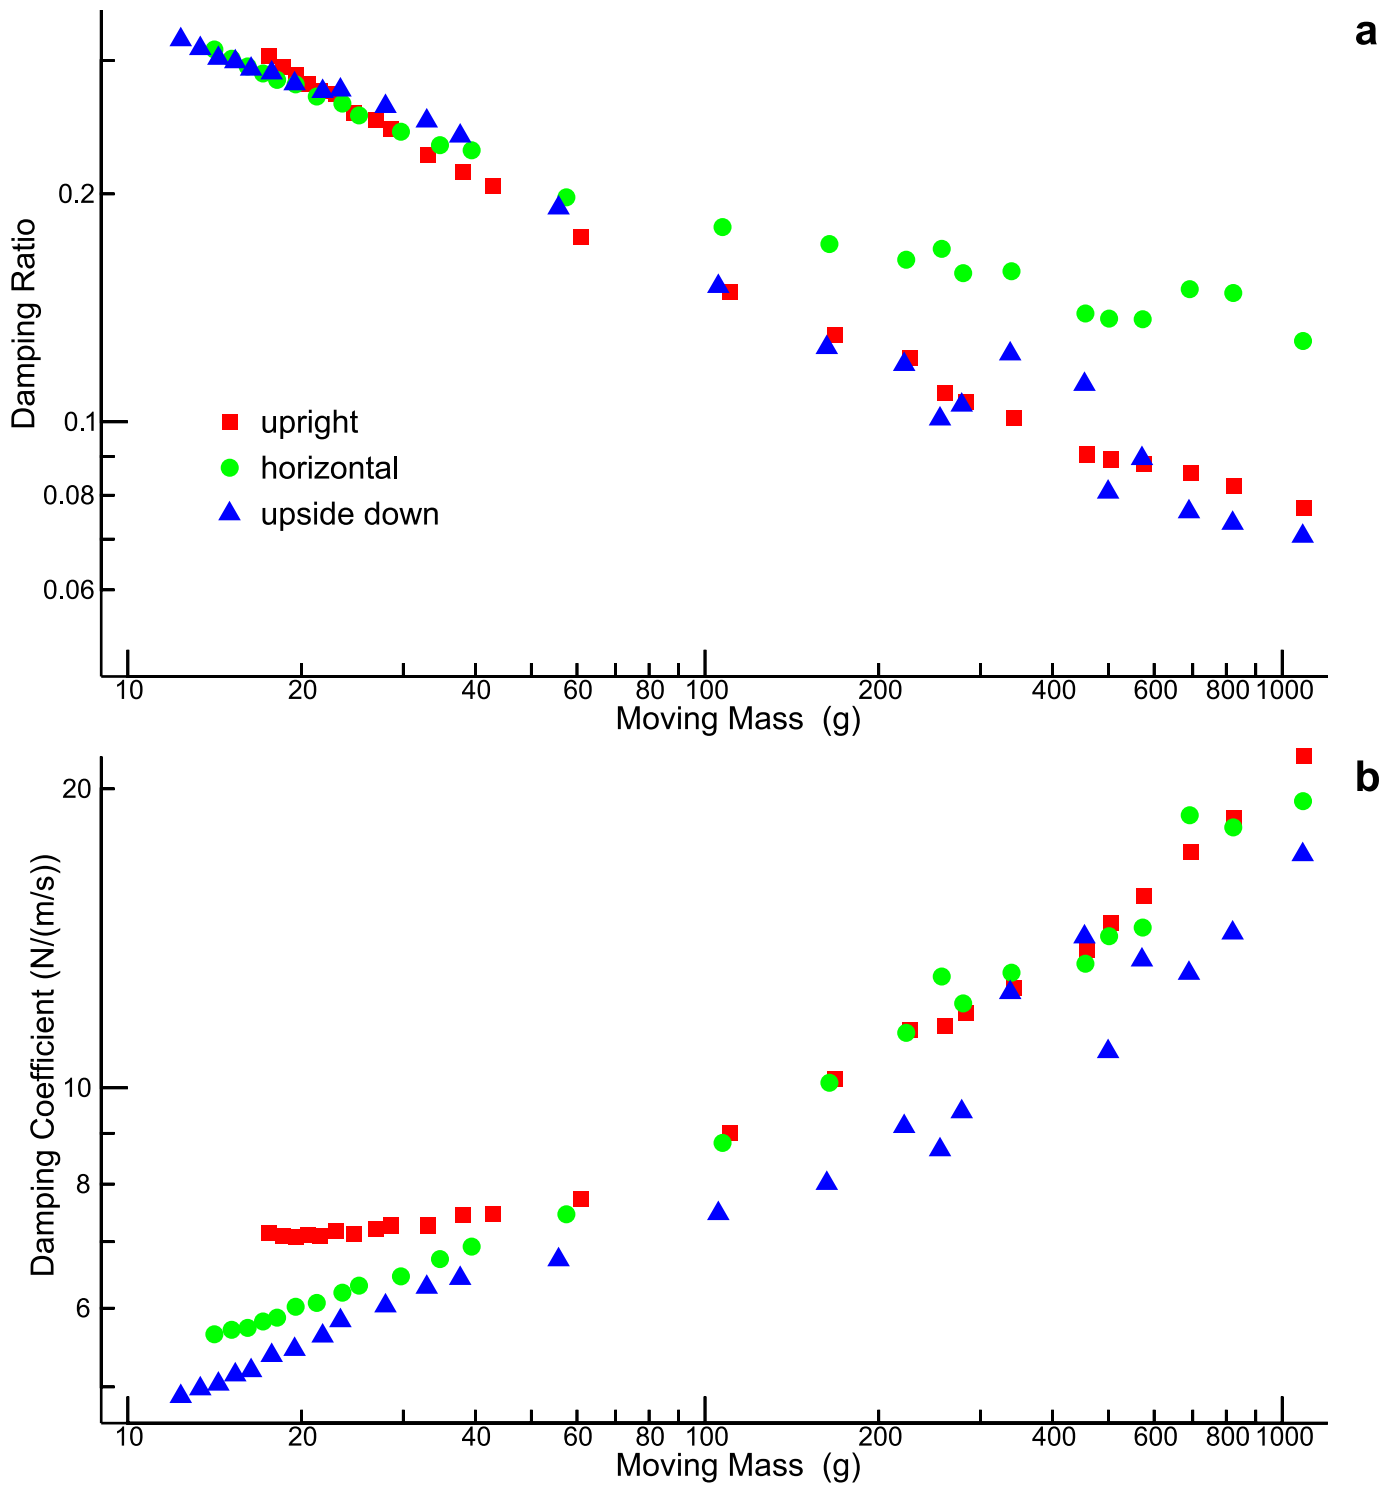 a
0.2
0.1
0.08
0.06
Damping Ratio
upright
horizontal
upside down
10 20 40 60 80 100 200 400 600 800 1000
Moving Mass (g)
b
20
10
8
6
Damping Coefficient (N/(m/s))
10 20 40 60 80 100 200 400 600 800 1000
Moving Mass (g)